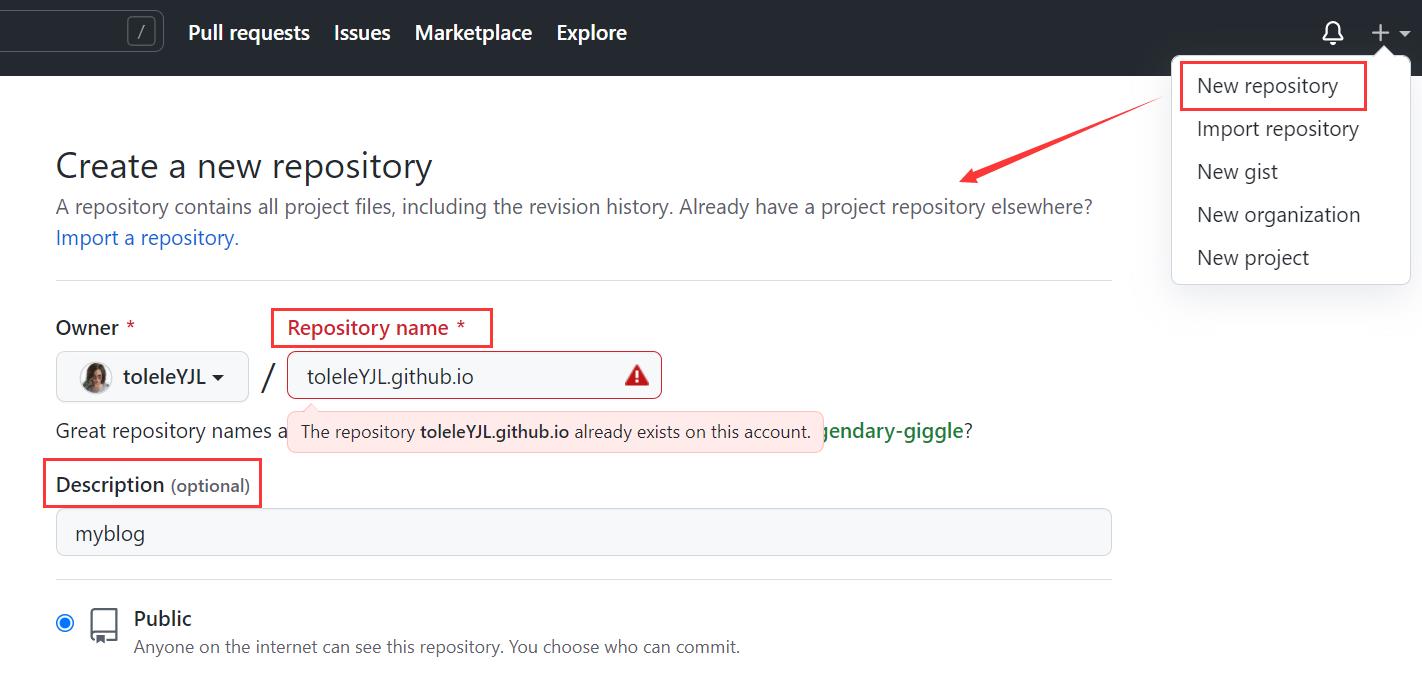 / Pull requests Issues Marketplace Explore
New repository
Import repository
New gist
New organization
New project
Create a new repository
A repository contains all project files, including the revision history. Already have a project repository elsewhere?
Import a repository.
Owner * Repository name *
toleleYJL / toleleYJL.github.io
Great repository names a
The repository toleleYJL.github.io already exists on this account.
gendary-giggle?
Description (optional)
myblog
Public
Anyone on the internet can see this repository. You choose who can commit.